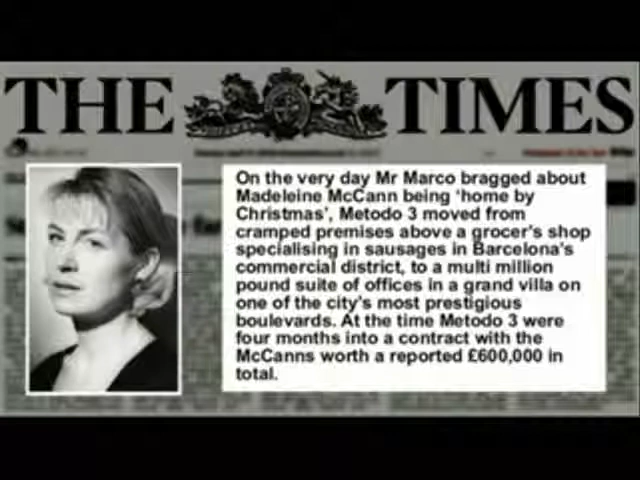 THE TIMES
On the very day Mr Marco bragged about
Madeleine McCann being 'home by
Christmas', Metodo 3 moved from
cramped premises above a grocer's shop
specialising in sausages in Barcelona's
commercial district, to a multi million
pound suite of offices in a grand villa on
one of the city's most prestigious
boulevards. At the time Metodo 3 were
four months into a contract with the
McCanns worth a reported £600,000 in
total.